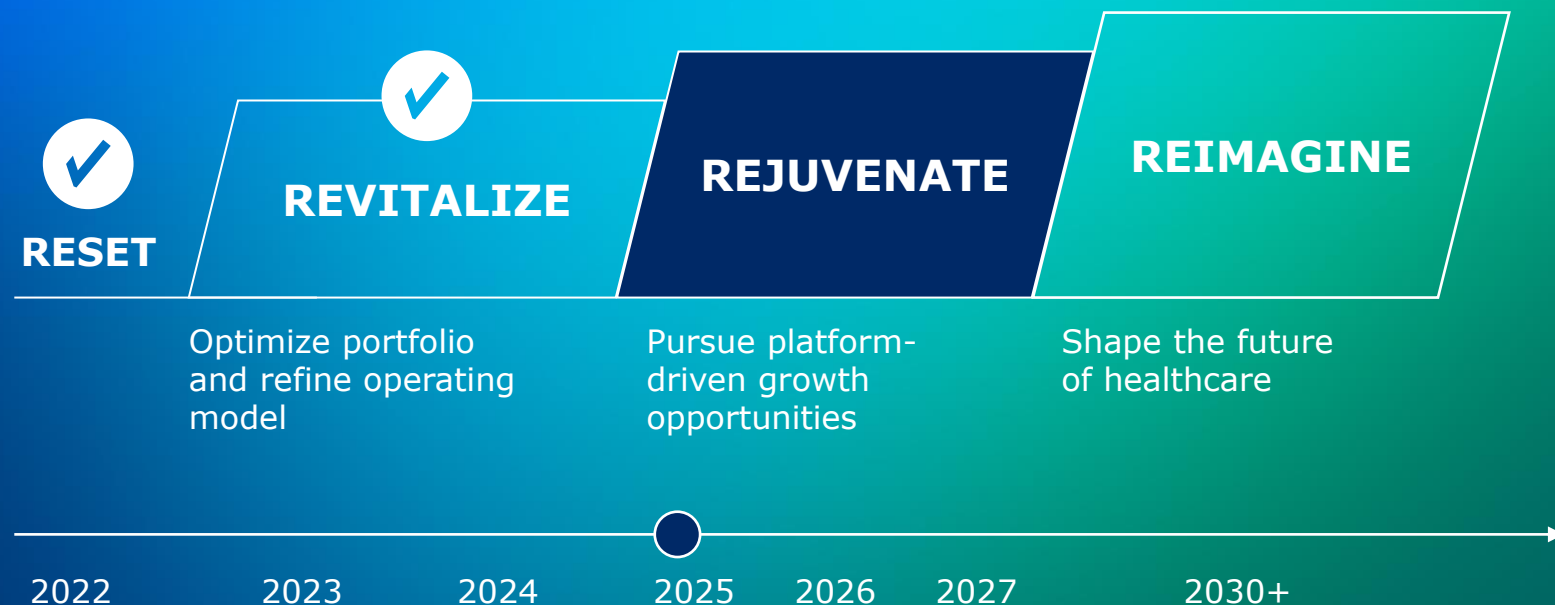 RESET
REVITALIZE
REJUVENATE
REIMAGINE
Optimize portfolio
and refine operating
model
Pursue platform-
driven growth
opportunities
Shape the future
of healthcare
2022 2023 2024 2025 2026 2027 2030+